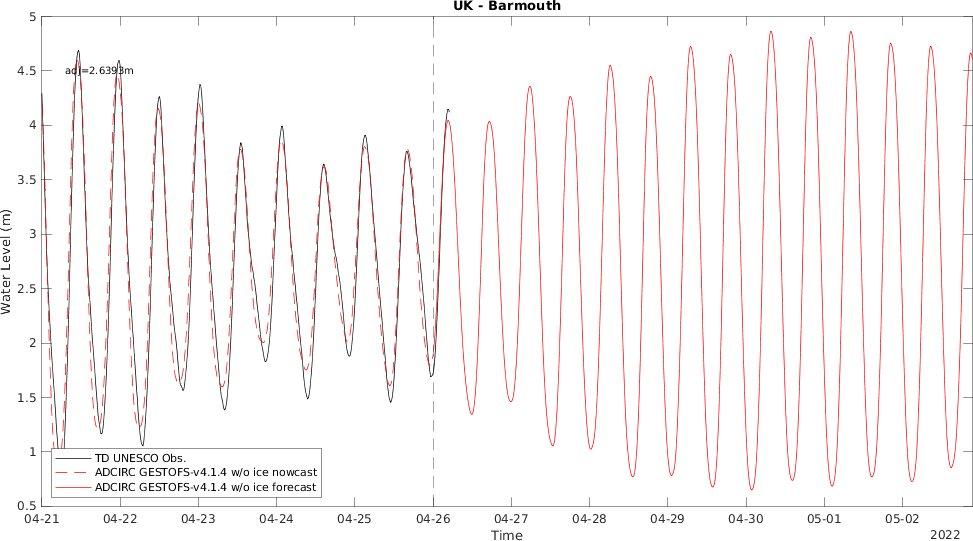 UK - Barmouth
5
4.5
4
3.5
3
2.5
2
1.5
1
0.5
Water Level (m)
adj=2.6393m
TD UNESCO Obs.
ADCIRC GESTOFS-v4.1.4 w/o ice nowcast
ADCIRC GESTOFS-v4.1.4 w/o ice forecast
04-21 04-22 04-23 04-24 04-25 04-26 04-27 04-28 04-29 04-30 05-01 05-02
Time
2022